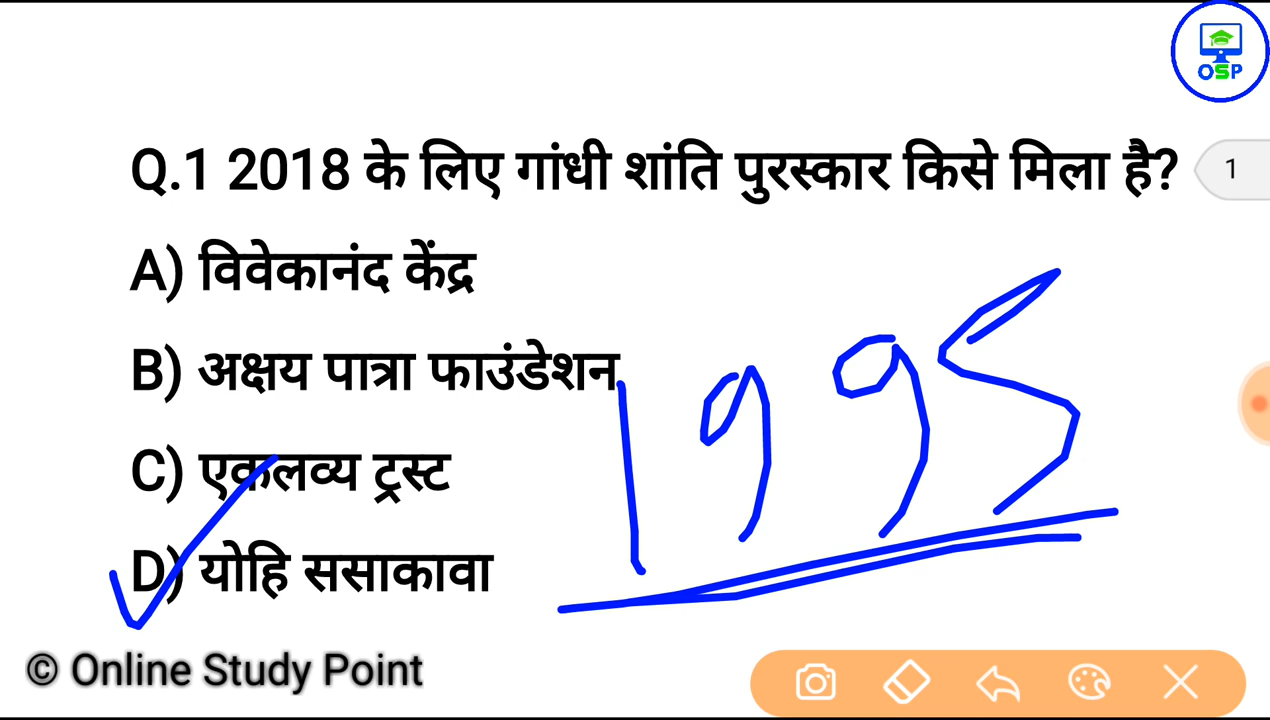 OSP
Q.1 2018 के लिए गांधी शांति पुरस्कार किसे मिला है?
1
A) विवेकानंद केंद्र
B) अक्षय पात्रा फाउंडेशन
C) एकलव्य ट्रस्ट
D) योहि ससाकावा
1995
© Online Study Point